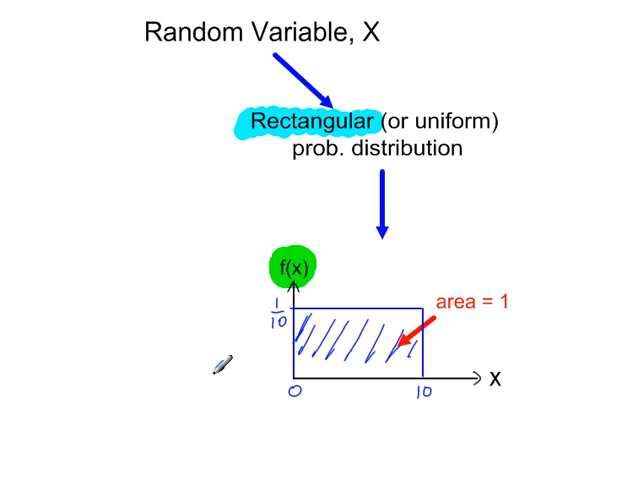 Random Variable, X
Rectangular (or uniform)
prob. distribution
f(x)
area = 1
1/10
X
0
10